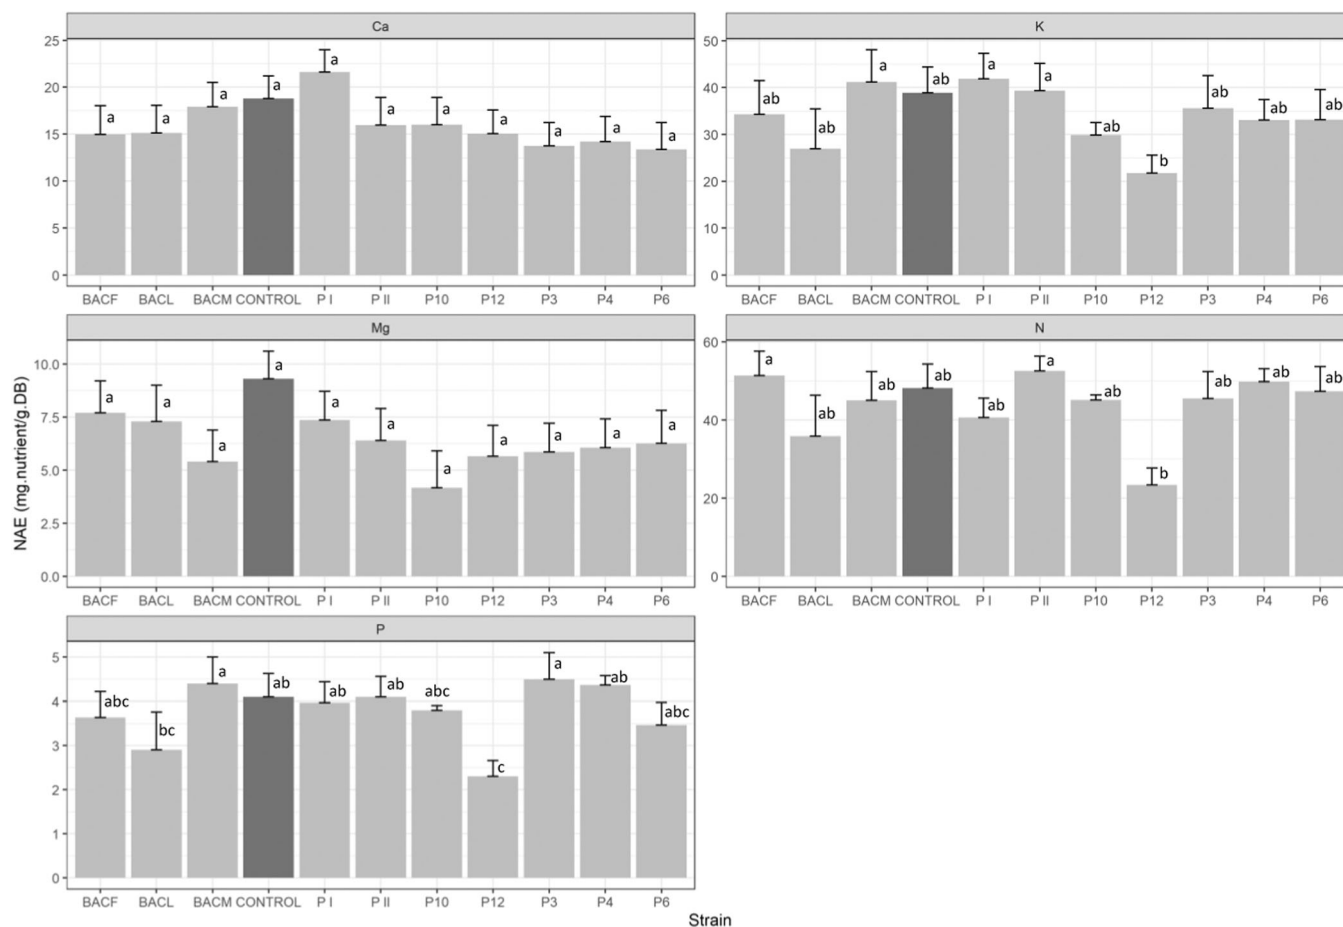 Ca
25
20
15
10
5
0
a a a a a a a a a a a
BACF BACL BACM CONTROL P I P II P10 P12 P3 P4 P6
K
50
40
30
20
10
0
ab ab a ab a a ab b ab ab ab
BACF BACL BACM CONTROL P I P II P10 P12 P3 P4 P6
Mg
10.0
7.5
5.0
2.5
0.0
a a a a a a a a a a a
BACF BACL BACM CONTROL P I P II P10 P12 P3 P4 P6
N
60
40
20
0
a ab ab ab ab a ab b ab ab ab
BACF BACL BACM CONTROL P I P II P10 P12 P3 P4 P6
P
5
4
3
2
1
0
abc bc a ab ab ab abc c a ab abc
BACF BACL BACM CONTROL P I P II P10 P12 P3 P4 P6
NAE (mg.nutrient/g.DB)
Strain